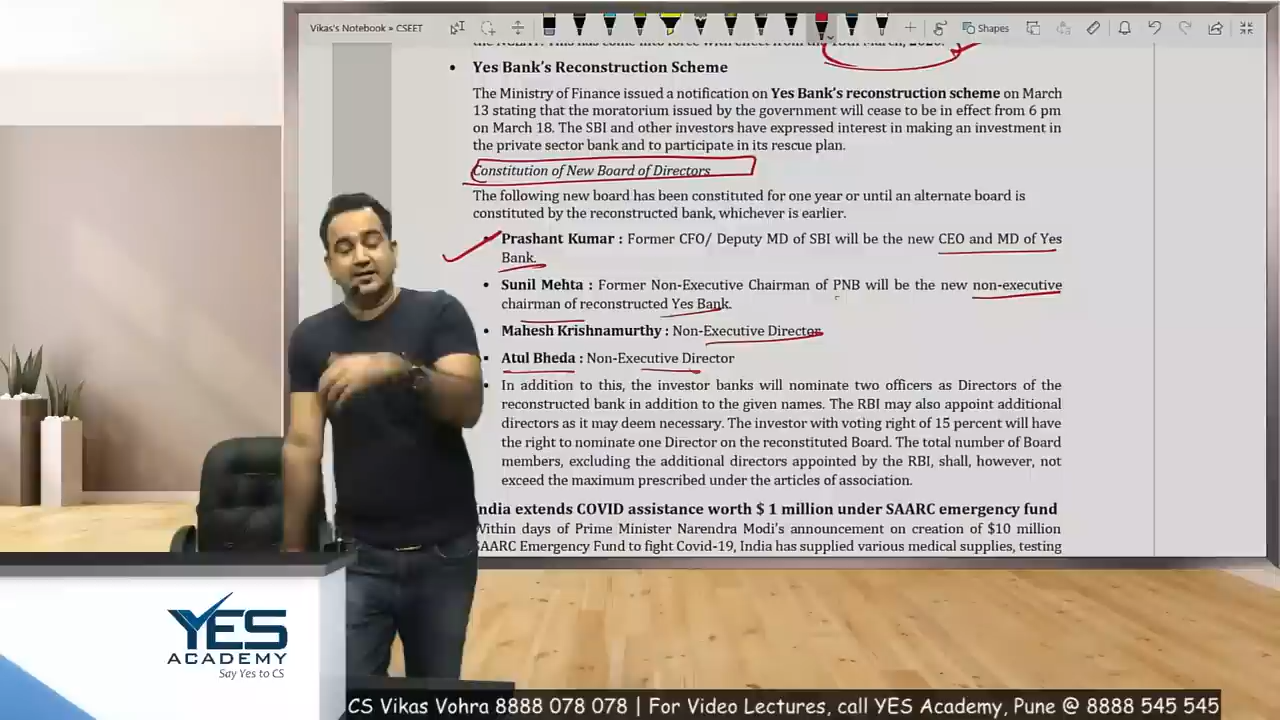 Vikas's Notebook » CSEET
Shapes
the NCLAT. This has come into force with effect from the
Yes Bank's Reconstruction Scheme
The Ministry of Finance issued a notification on Yes Bank's reconstruction scheme on March
13 stating that the moratorium issued by the government will cease to be in effect from 6 pm
on March 18. The SBI and other investors have expressed interest in making an investment in
the private sector bank and to participate in its rescue plan.
Constitution of New Board of Directors
The following new board has been constituted for one year or until an alternate board is
constituted by the reconstructed bank, whichever is earlier.
Prashant Kumar : Former CFO/ Deputy MD of SBI will be the new CEO and MD of Yes
Bank.
Sunil Mehta : Former Non-Executive Chairman of PNB will be the new non-executive
chairman of reconstructed Yes Bank.
Mahesh Krishnamurthy : Non-Executive Director
Atul Bheda : Non-Executive Director
In addition to this, the investor banks will nominate two officers as Directors of the
reconstructed bank in addition to the given names. The RBI may also appoint additional
directors as it may deem necessary. The investor with voting right of 15 percent will have
the right to nominate one Director on the reconstituted Board. The total number of Board
members, excluding the additional directors appointed by the RBI, shall, however, not
exceed the maximum prescribed under the articles of association.
India extends COVID assistance worth $ 1 million under SAARC emergency fund
Within days of Prime Minister Narendra Modi's announcement on creation of $10 million
SAARC Emergency Fund to fight Covid-19, India has supplied various medical supplies, testing
YES
ACADEMY
Say Yes to CS
CS Vikas Vohra 8888 078 078 | For Video Lectures, call YES Academy, Pune @ 8888 545 545